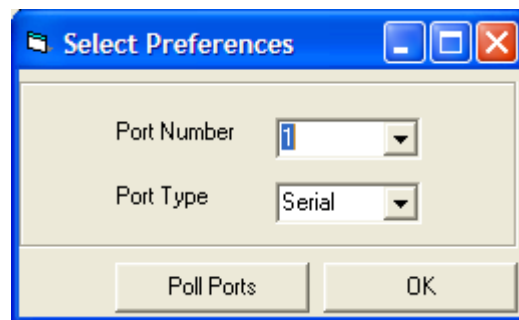 Select Preferences
Port Number 1
Port Type Serial
Poll Ports OK